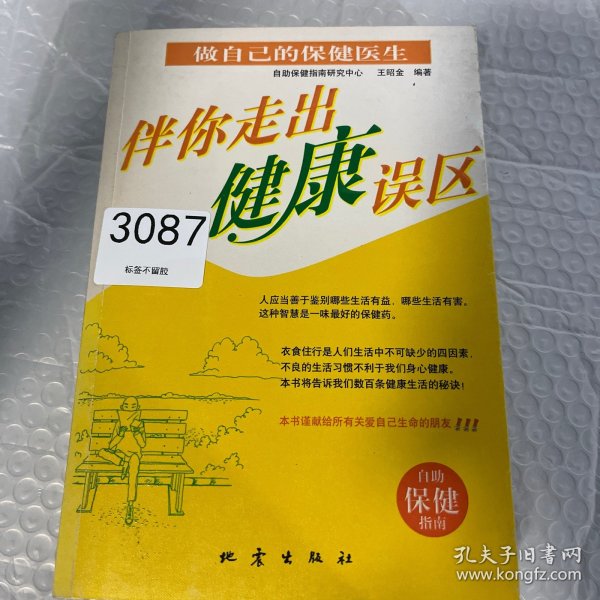 做自己的保健医生
自助保健指南研究中心 王昭金 编著
伴你走出
健康误区
3087
标签不留胶
人应当善于鉴别哪些生活有益，哪些生活有害。
这种智慧是一味最好的保健药。
衣食住行是人们生活中不可缺少的四因素，
不良的生活习惯不利于我们身心健康。
本书将告诉我们数百条健康生活的秘诀！
本书谨献给所有关爱自己生命的朋友!!!
自助
保健
指南
地震出版社
孔夫子旧书网
www.kongfz.com